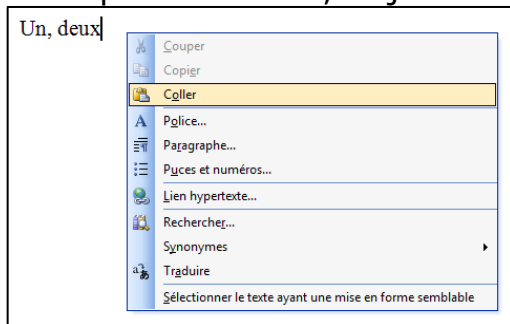 Un, deux
Couper
Copier
Coller
Police...
Paragraphe...
Puces et numéros...
Lien hypertexte...
Rechercher...
Synonymes
Traduire
Sélectionner le texte ayant une mise en forme semblable